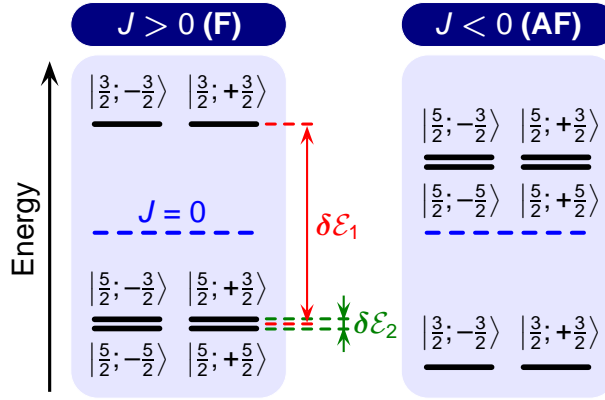 J > 0 (F)
J < 0 (AF)
Energy
|3/2; −3/2⟩ |3/2; +3/2⟩
J = 0
δℰ₁
|5/2; −3/2⟩ |5/2; +3/2⟩
δℰ₂
|5/2; −5/2⟩ |5/2; +5/2⟩
|5/2; −3/2⟩ |5/2; +3/2⟩
|5/2; −5/2⟩ |5/2; +5/2⟩
|3/2; −3/2⟩ |3/2; +3/2⟩